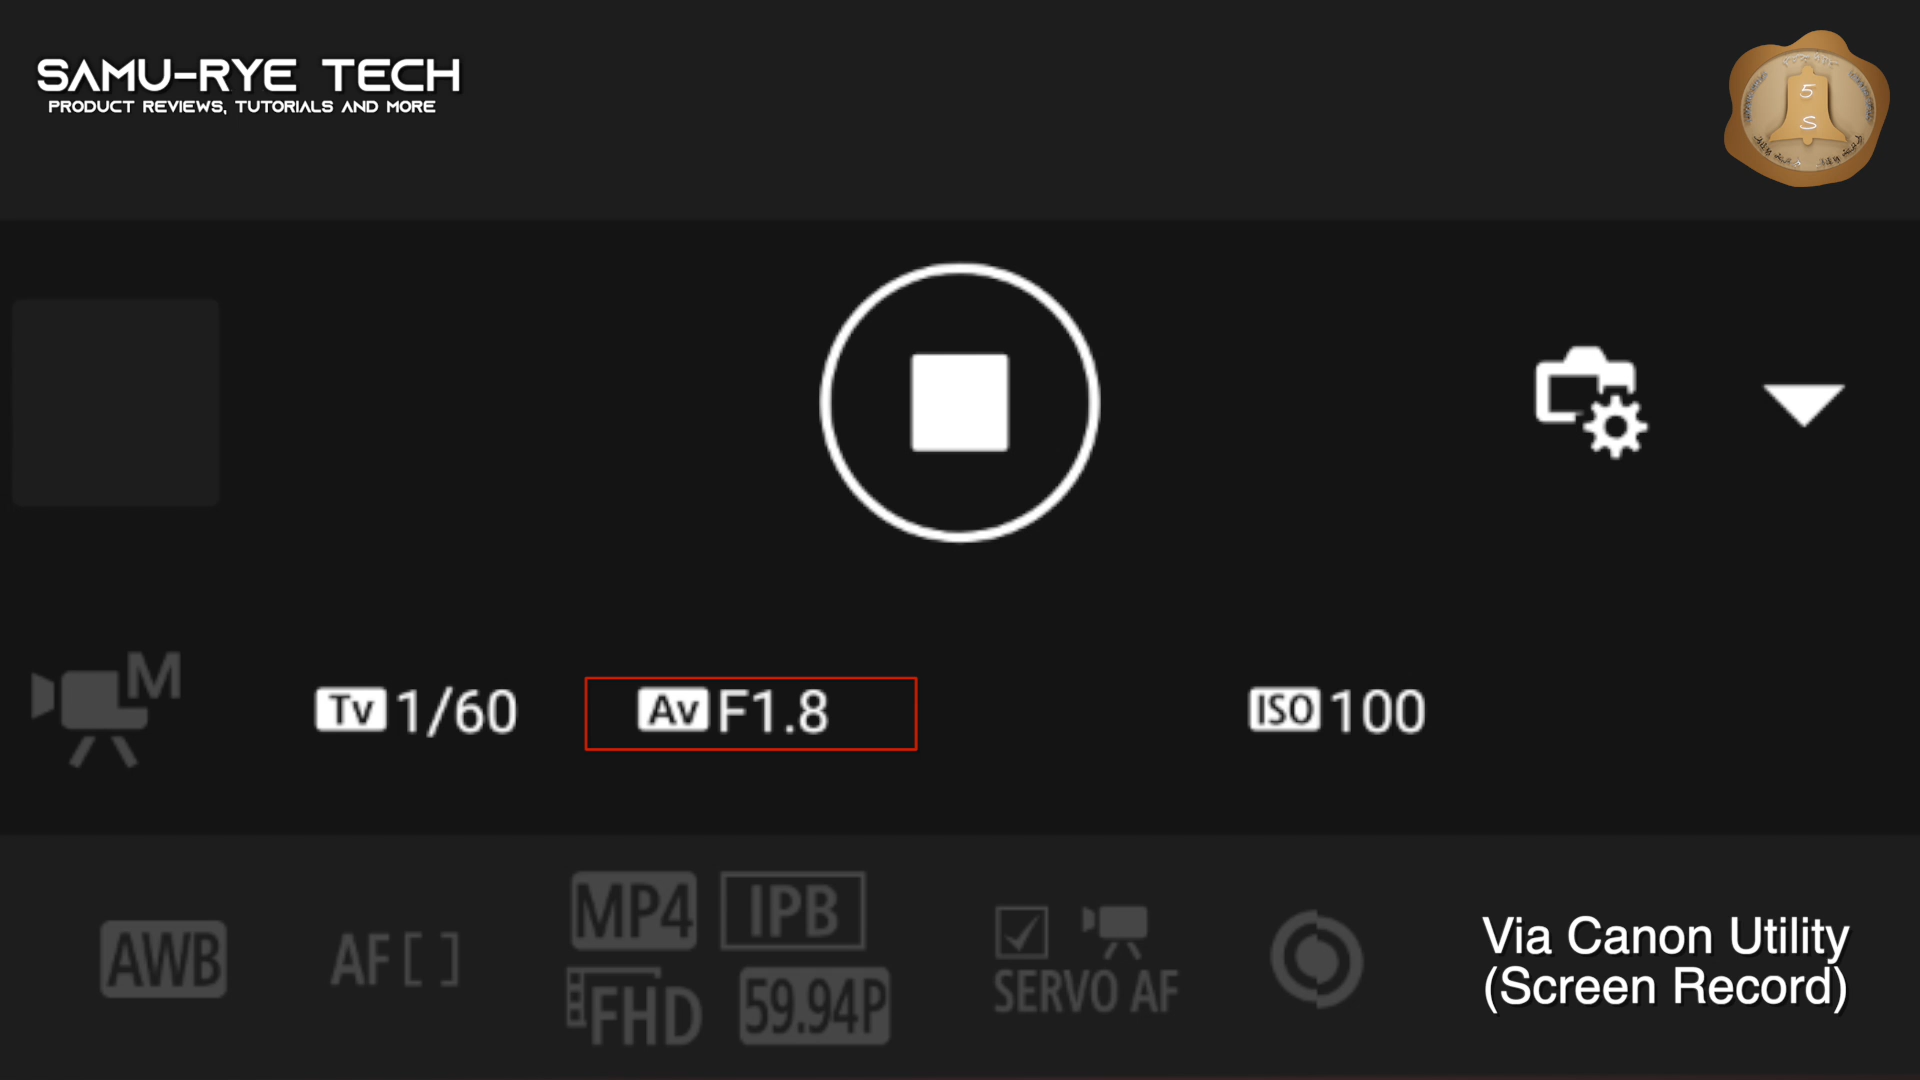 SAMU-RYE TECH
PRODUCT REVIEWS, TUTORIALS AND MORE
5
S
M
Tv 1/60
Av F1.8
ISO 100
AWB
AF[ ]
MP4 IPB
FHD 59.94P
SERVO AF
Via Canon Utility
(Screen Record)